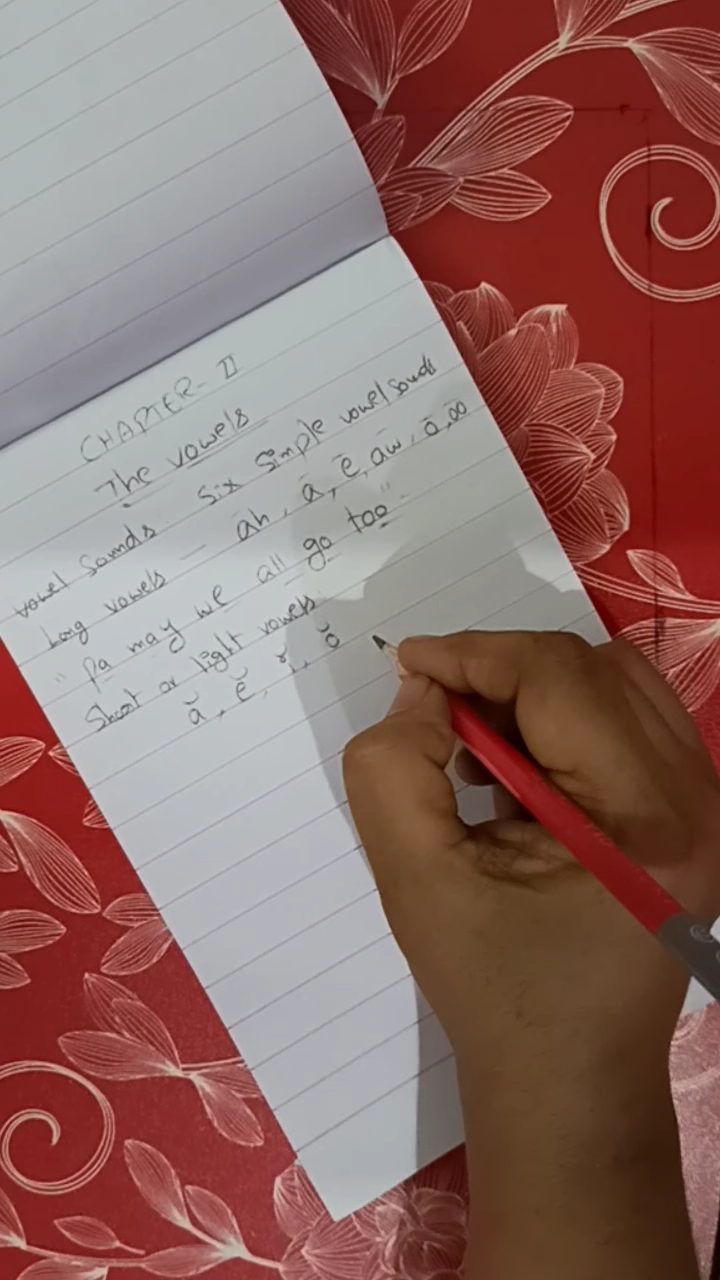 CHAPTER- II
The vowels
vowel Sounds Six Simple vowel sounds
Long vowels - ah, ā, ē, aw, ō, oo
"Pa may we all go too"
Short or light vowels.
ă, ĕ, ĭ, ŏ